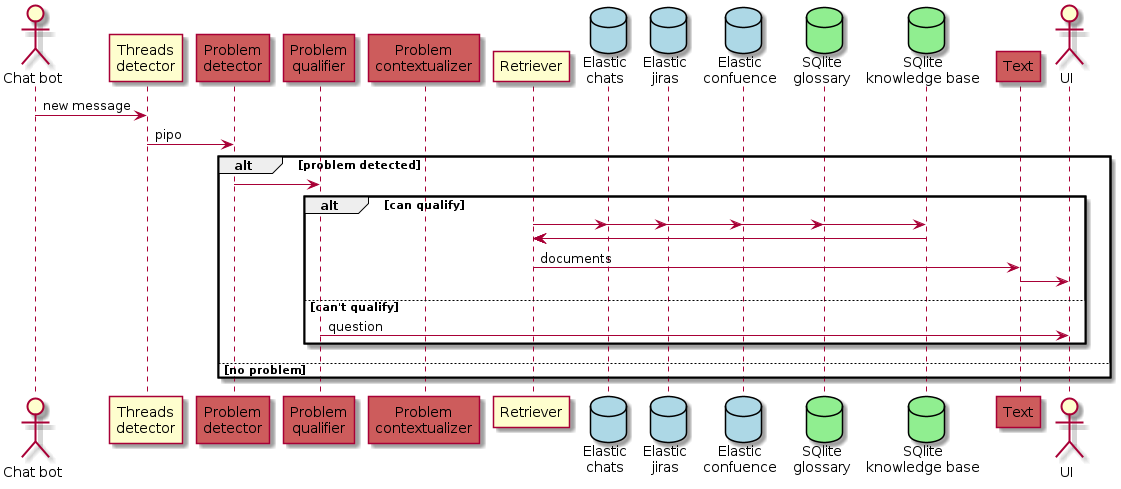 Chat bot
Threads
detector
Problem
detector
Problem
qualifier
Problem
contextualizer
Retriever
Elastic
chats
Elastic
jiras
Elastic
confuence
SQlite
glossary
SQlite
knowledge base
Text
UI
new message
pipo
alt
[problem detected]
alt
[can qualify]
documents
[can't qualify]
question
[no problem]
Chat bot
Threads
detector
Problem
detector
Problem
qualifier
Problem
contextualizer
Retriever
Elastic
chats
Elastic
jiras
Elastic
confuence
SQlite
glossary
SQlite
knowledge base
Text
UI